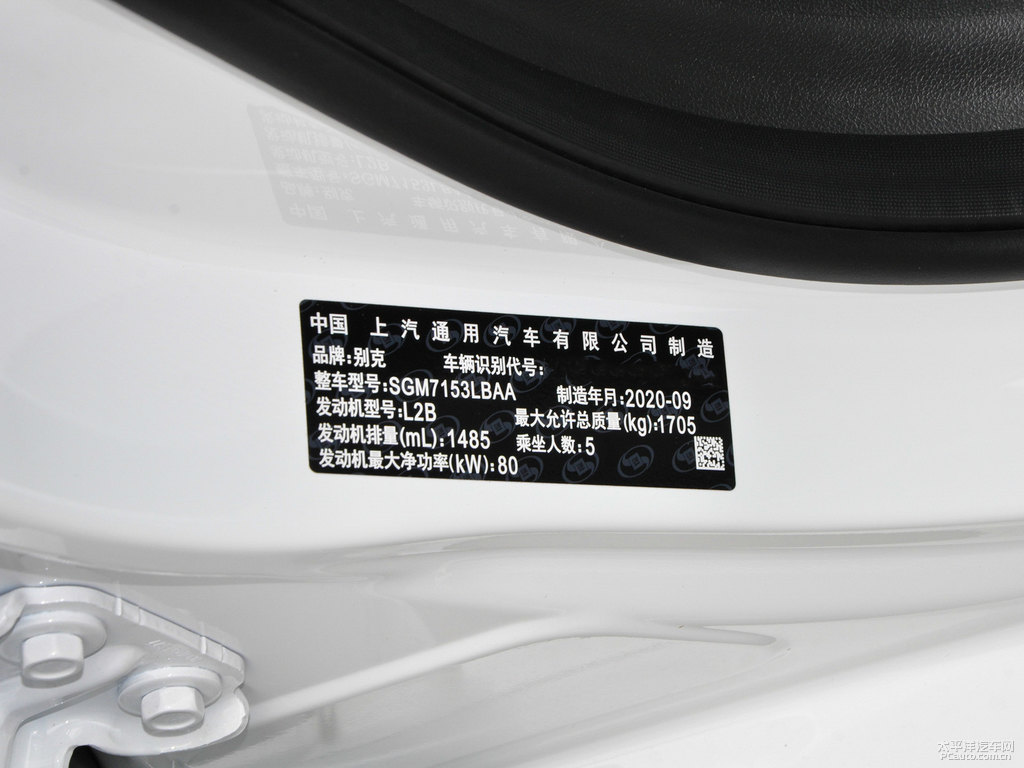 中国 上汽通用汽车有限公司制造
品牌:别克 车辆识别代号:
整车型号:SGM7153LBAA 制造年月:2020-09
发动机型号:L2B 最大允许总质量(kg):1705
发动机排量(mL):1485 乘坐人数:5
发动机最大净功率(kW):80
太平洋汽车网
PCauto.com.cn